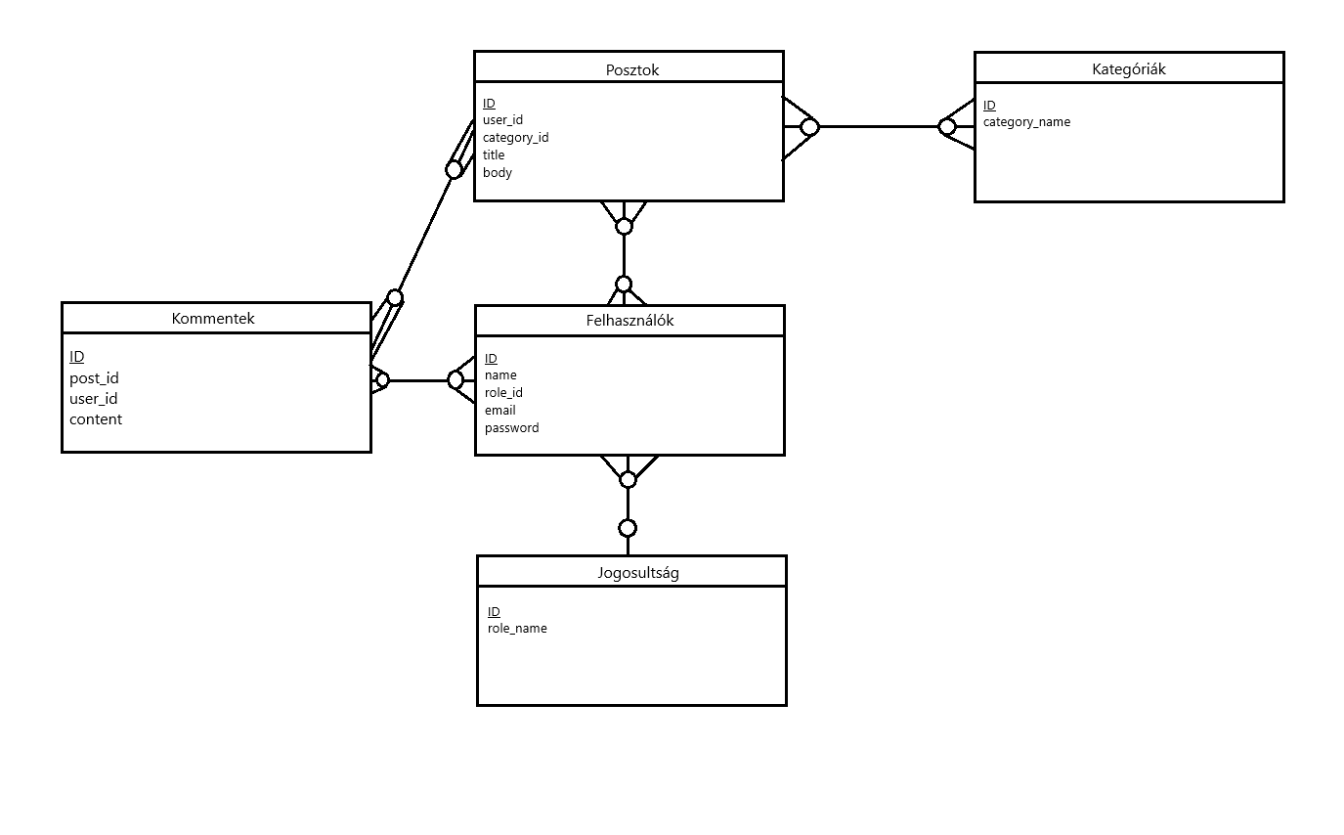 Posztok
ID
user_id
category_id
title
body
Kategóriák
ID
category_name
Kommentek
ID
post_id
user_id
content
Felhasználók
ID
name
role_id
email
password
Jogosultság
ID
role_name